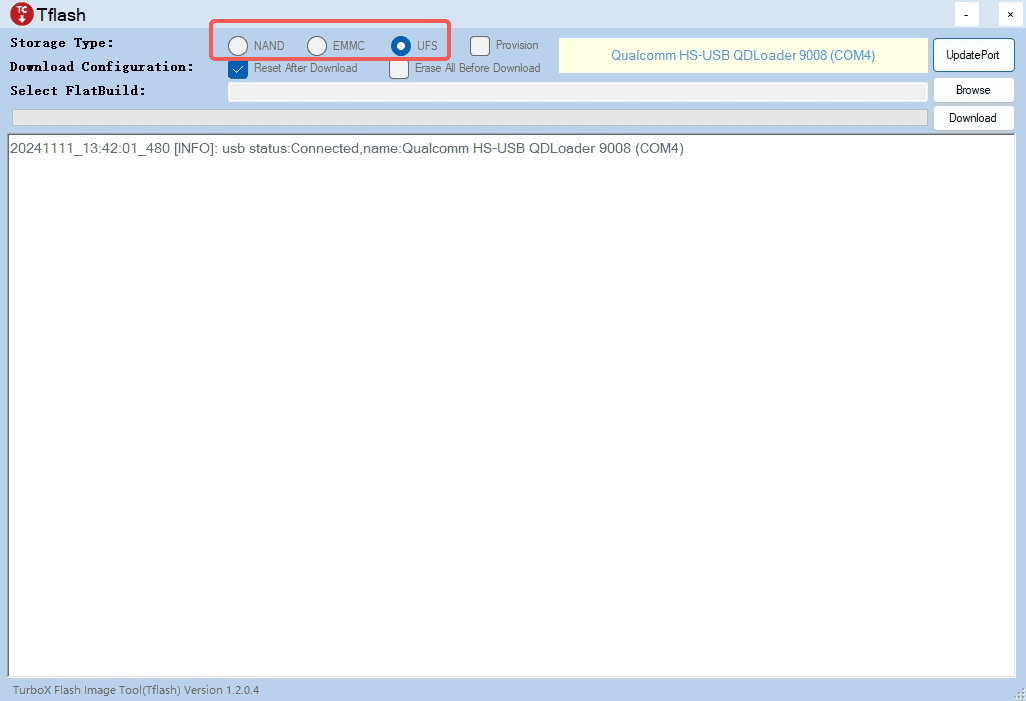 TC Tflash - ×
Storage Type: NAND EMMC UFS Provision Qualcomm HS-USB QDLoader 9008 (COM4) UpdatePort
Download Configuration: Reset After Download Erase All Before Download
Select FlatBuild: Browse
Download
20241111_13:42:01_480 [INFO]: usb status:Connected,name:Qualcomm HS-USB QDLoader 9008 (COM4)
TurboX Flash Image Tool(Tflash) Version 1.2.0.4